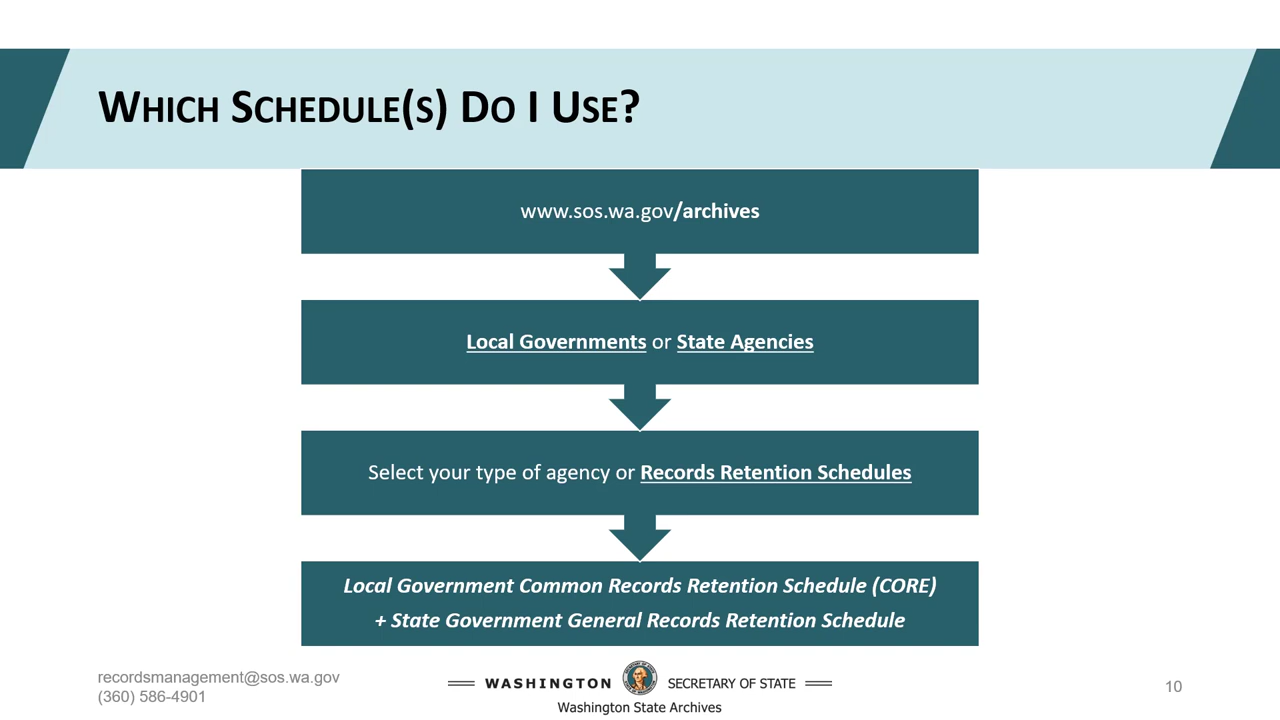 WHICH SCHEDULE(S) DO I USE?
www.sos.wa.gov/archives
Local Governments or State Agencies
Select your type of agency or Records Retention Schedules
Local Government Common Records Retention Schedule (CORE)
+ State Government General Records Retention Schedule
recordsmanagement@sos.wa.gov
(360) 586-4901
WASHINGTON SECRETARY OF STATE
Washington State Archives
10